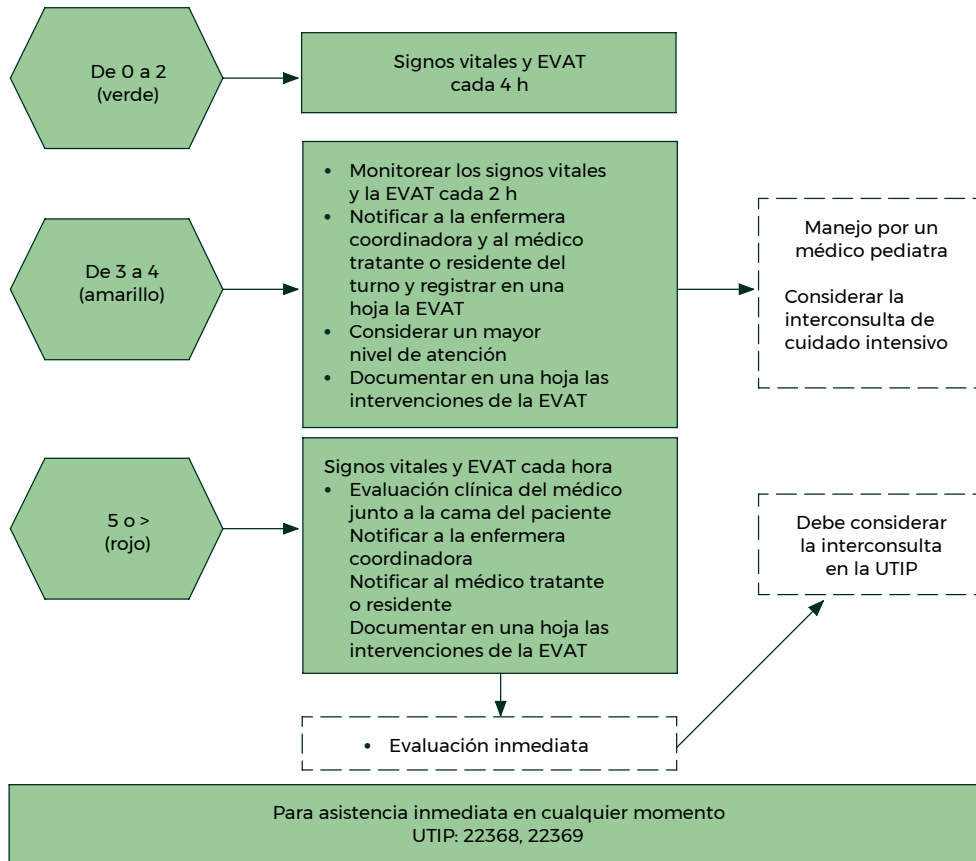 De 0 a 2
(verde)
Signos vitales y EVAT
cada 4 h
De 3 a 4
(amarillo)
• Monitorear los signos vitales
y la EVAT cada 2 h
• Notificar a la enfermera
coordinadora y al médico
tratante o residente del
turno y registrar en una
hoja la EVAT
• Considerar un mayor
nivel de atención
• Documentar en una hoja las
intervenciones de la EVAT
Manejo por un
médico pediatra
Considerar la
interconsulta de
cuidado intensivo
5 o >
(rojo)
Signos vitales y EVAT cada hora
• Evaluación clínica del médico
junto a la cama del paciente
Notificar a la enfermera
coordinadora
Notificar al médico tratante
o residente
Documentar en una hoja las
intervenciones de la EVAT
Debe considerar
la interconsulta
en la UTIP
• Evaluación inmediata
Para asistencia inmediata en cualquier momento
UTIP: 22368, 22369